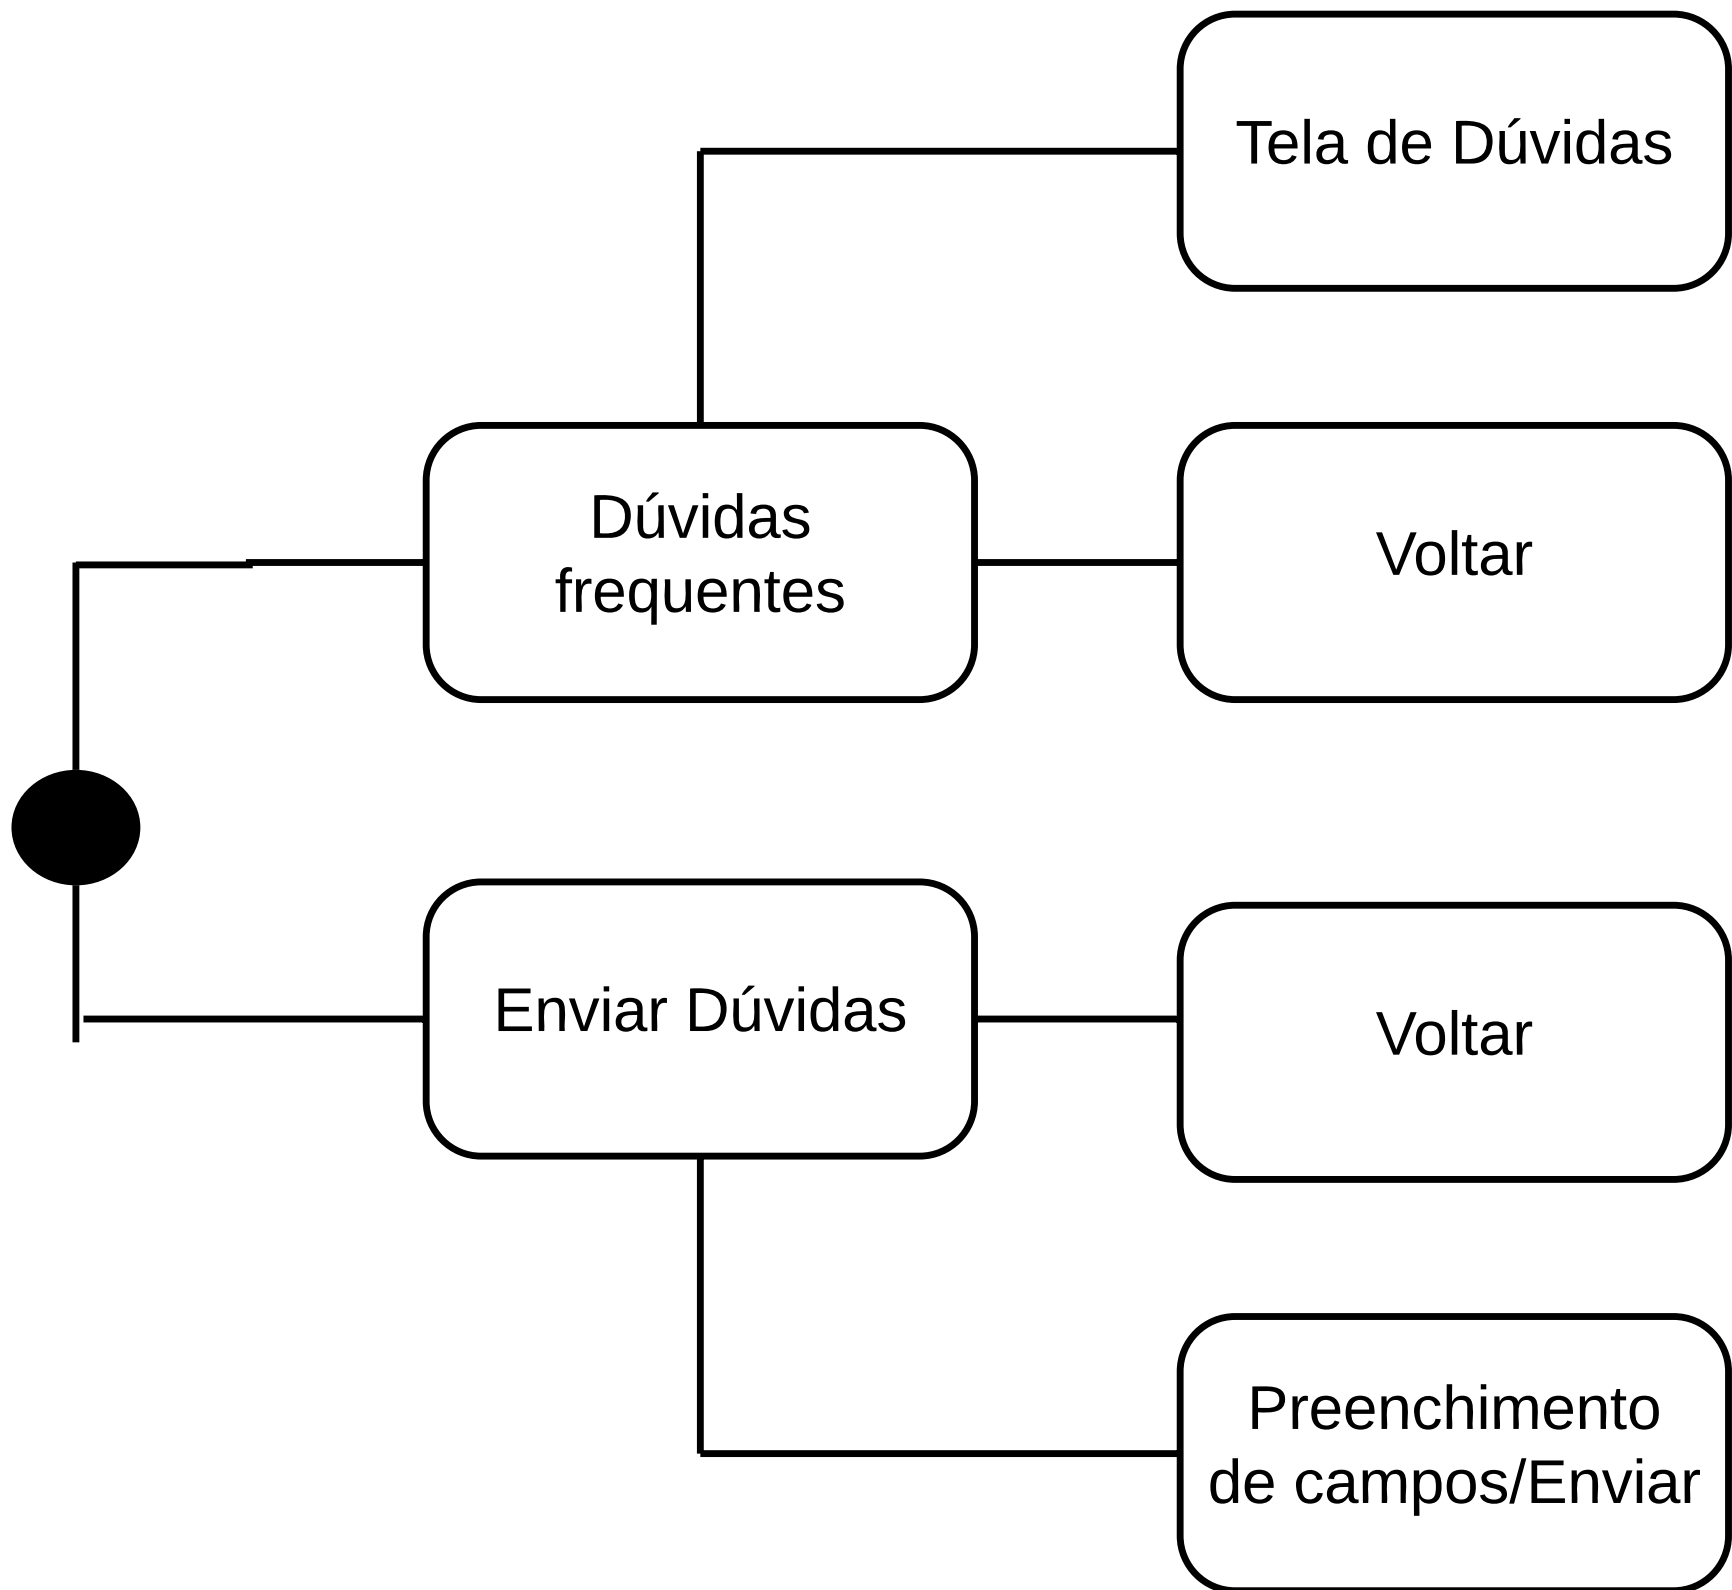 Tela de Dúvidas
Dúvidas
frequentes
Voltar
Enviar Dúvidas
Voltar
Preenchimento
de campos/Enviar